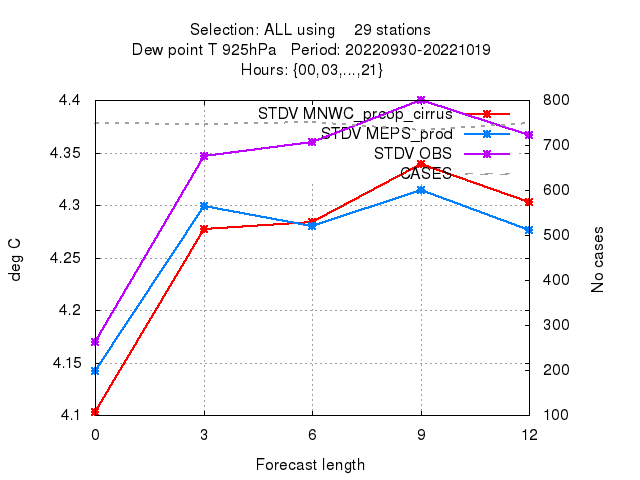 Selection: ALL using    29 stations
Dew point T 925hPa   Period: 20220930-20221019
Hours: {00,03,...,21}
4.4
4.35
4.3
4.25
4.2
4.15
4.1
deg C
STDV MNWC_preop_cirrus
STDV MEPS_prod
STDV OBS
CASES
800
700
600
500
400
300
200
100
No cases
0 3 6 9 12
Forecast length